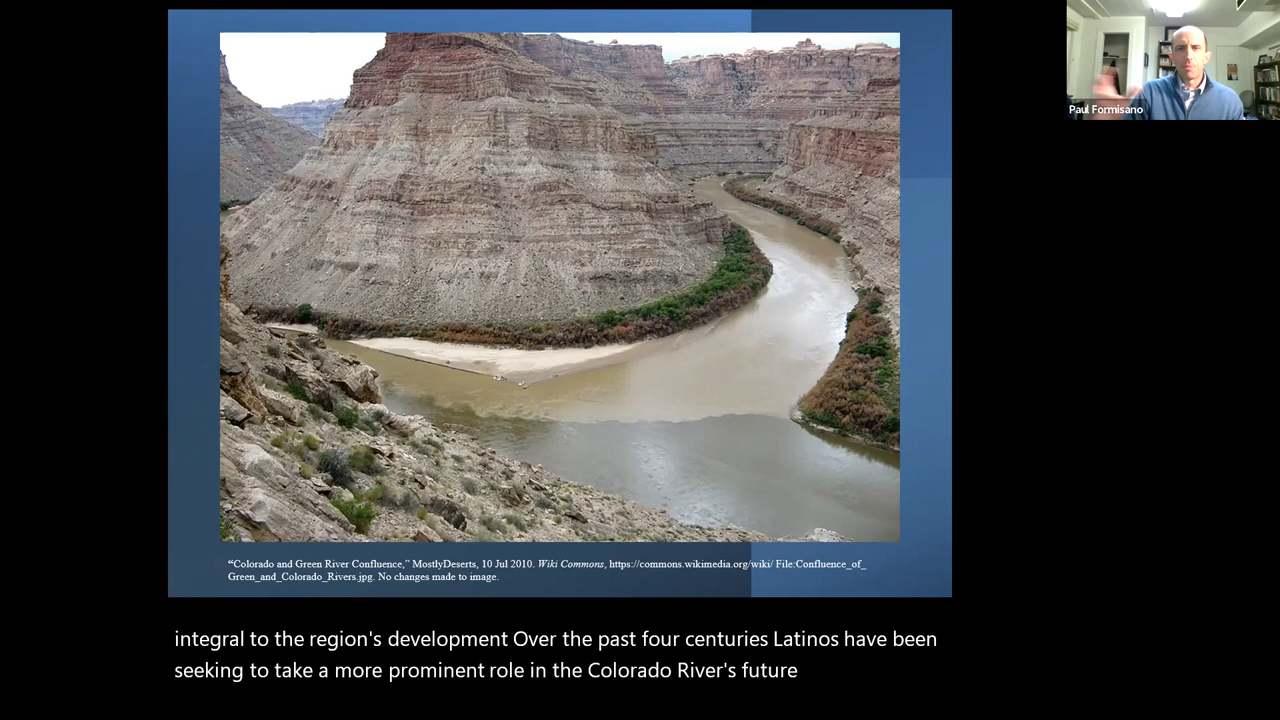 Paul Formisano
“Colorado and Green River Confluence,” MostlyDeserts, 10 Jul 2010. Wiki Commons, https://commons.wikimedia.org/wiki/ File:Confluence_of_
Green_and_Colorado_Rivers.jpg. No changes made to image.
integral to the region's development Over the past four centuries Latinos have been
seeking to take a more prominent role in the Colorado River's future